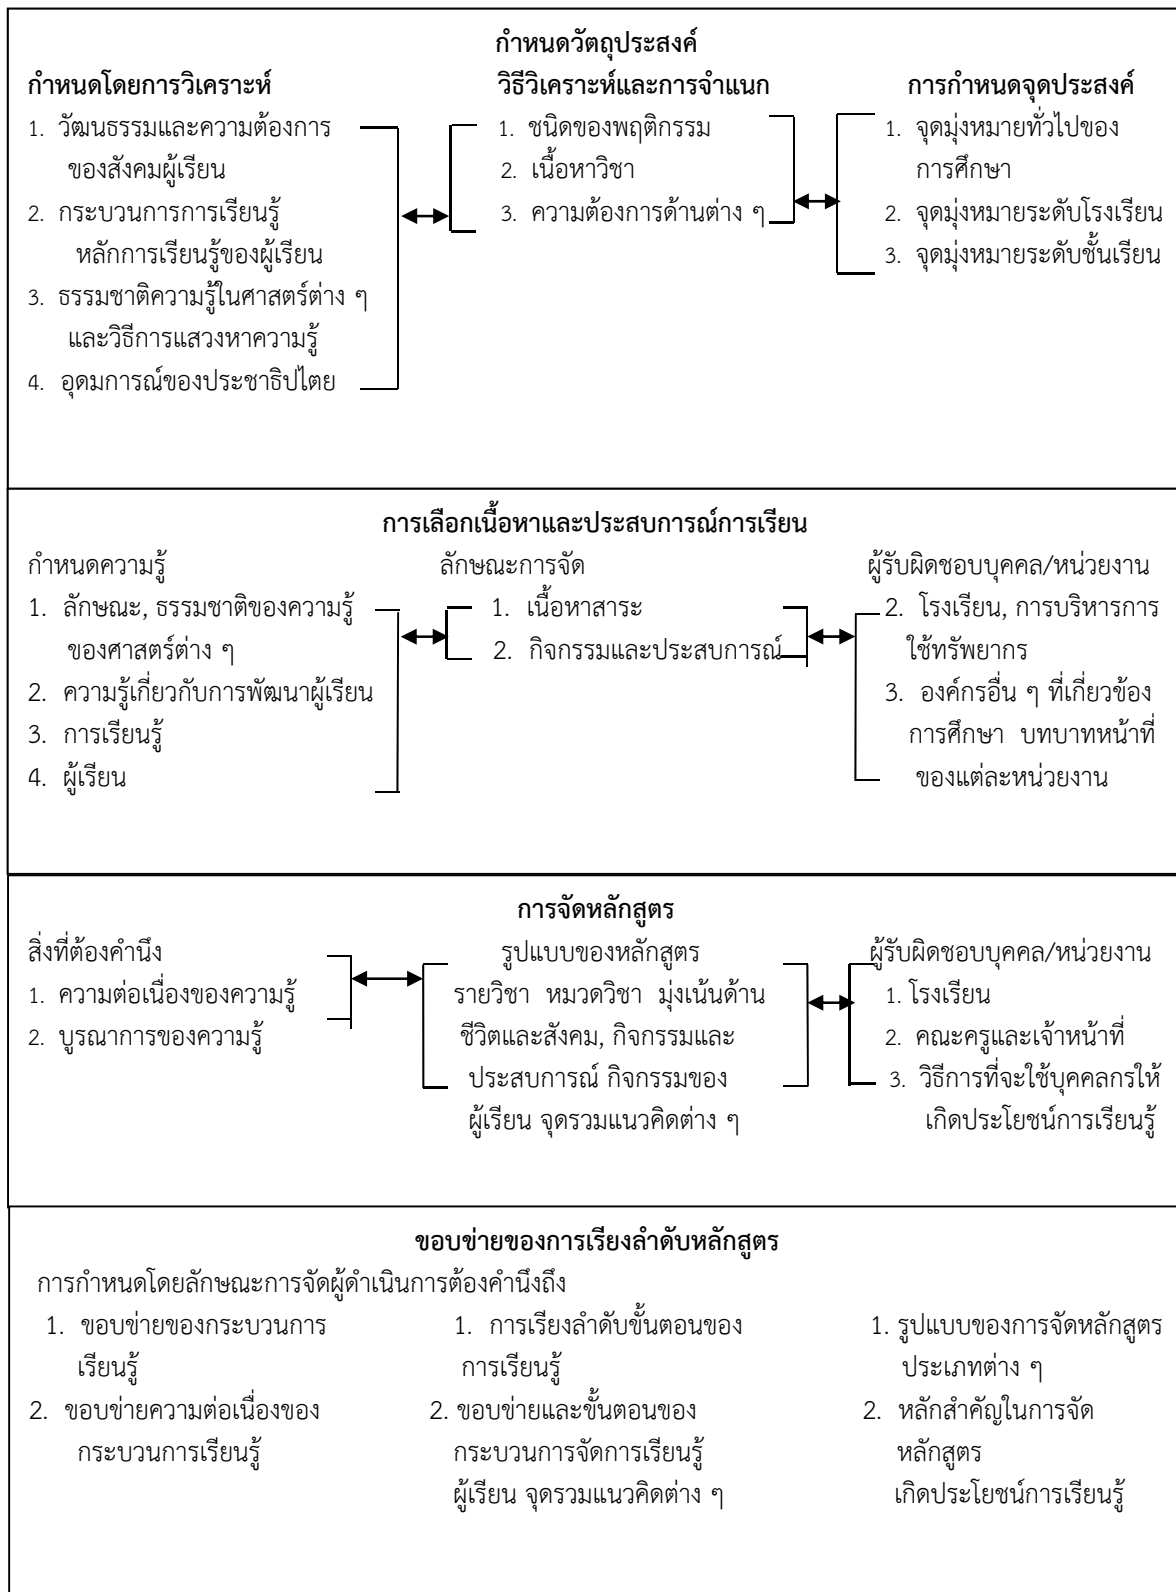 กำหนดวัตถุประสงค์
กำหนดโดยการวิเคราะห์
1. วัฒนธรรมและความต้องการ
ของสังคมผู้เรียน
2. กระบวนการการเรียนรู้
หลักการเรียนรู้ของผู้เรียน
3. ธรรมชาติความรู้ในศาสตร์ต่าง ๆ
และวิธีการแสวงหาความรู้
4. อุดมการณ์ของประชาธิปไตย
วิธีวิเคราะห์และการจำแนก
1. ชนิดของพฤติกรรม
2. เนื้อหาวิชา
3. ความต้องการด้านต่าง ๆ
การกำหนดจุดประสงค์
1. จุดมุ่งหมายทั่วไปของ
การศึกษา
2. จุดมุ่งหมายระดับโรงเรียน
3. จุดมุ่งหมายระดับชั้นเรียน
การเลือกเนื้อหาและประสบการณ์การเรียน
กำหนดความรู้
1. ลักษณะ, ธรรมชาติของความรู้
ของศาสตร์ต่าง ๆ
2. ความรู้เกี่ยวกับการพัฒนาผู้เรียน
3. การเรียนรู้
4. ผู้เรียน
ลักษณะการจัด
1. เนื้อหาสาระ
2. กิจกรรมและประสบการณ์
ผู้รับผิดชอบบุคคล/หน่วยงาน
2. โรงเรียน, การบริหารการ
ใช้ทรัพยากร
3. องค์กรอื่น ๆ ที่เกี่ยวข้อง
การศึกษา บทบาทหน้าที่
ของแต่ละหน่วยงาน
การจัดหลักสูตร
สิ่งที่ต้องคำนึง
1. ความต่อเนื่องของความรู้
2. บูรณาการของความรู้
รูปแบบของหลักสูตร
รายวิชา หมวดวิชา มุ่งเน้นด้าน
ชีวิตและสังคม, กิจกรรมและ
ประสบการณ์ กิจกรรมของ
ผู้เรียน จุดรวมแนวคิดต่าง ๆ
ผู้รับผิดชอบบุคคล/หน่วยงาน
1. โรงเรียน
2. คณะครูและเจ้าหน้าที่
3. วิธีการที่จะใช้บุคคลกรให้
เกิดประโยชน์การเรียนรู้
ขอบข่ายของการเรียงลำดับหลักสูตร
การกำหนดโดยลักษณะการจัดผู้ดำเนินการต้องคำนึงถึง
1. ขอบข่ายของกระบวนการ
เรียนรู้
2. ขอบข่ายความต่อเนื่องของ
กระบวนการเรียนรู้
1. การเรียงลำดับขั้นตอนของ
การเรียนรู้
2. ขอบข่ายและขั้นตอนของ
กระบวนการจัดการเรียนรู้
ผู้เรียน จุดรวมแนวคิดต่าง ๆ
1. รูปแบบของการจัดหลักสูตร
ประเภทต่าง ๆ
2. หลักสำคัญในการจัด
หลักสูตร
เกิดประโยชน์การเรียนรู้